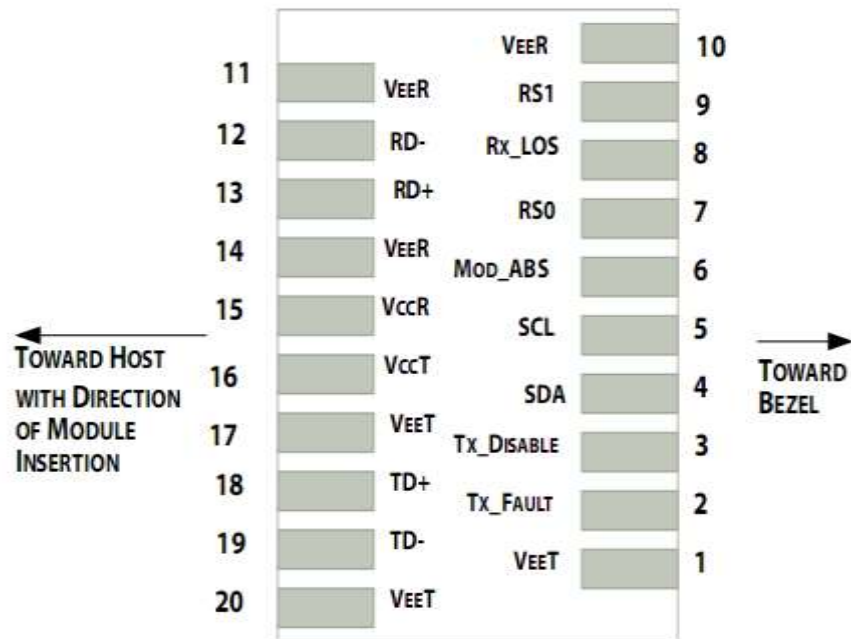 11 VEER
12 RD-
13 RD+
14 VEER
15 VCCR
16 VCCT
17 VEET
18 TD+
19 TD-
20 VEET
VEER 10
RS1 9
RX_LOS 8
RS0 7
MOD_ABS 6
SCL 5
SDA 4
TX_DISABLE 3
TX_FAULT 2
VEET 1
TOWARD HOST
WITH DIRECTION
OF MODULE
INSERTION
TOWARD
BEZEL